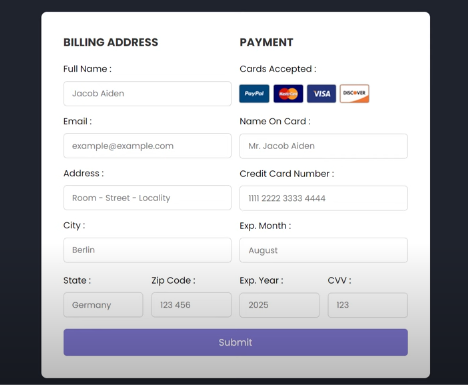 BILLING ADDRESS
Full Name :
Jacob Aiden
Email :
example@example.com
Address :
Room - Street - Locality
City :
Berlin
State :
Zip Code :
Germany
123 456
PAYMENT
Cards Accepted :
PayPal
MasterCard
VISA
DISCOVER
Name On Card :
Mr. Jacob Aiden
Credit Card Number :
1111 2222 3333 4444
Exp. Month :
August
Exp. Year :
CVV :
2025
123
Submit